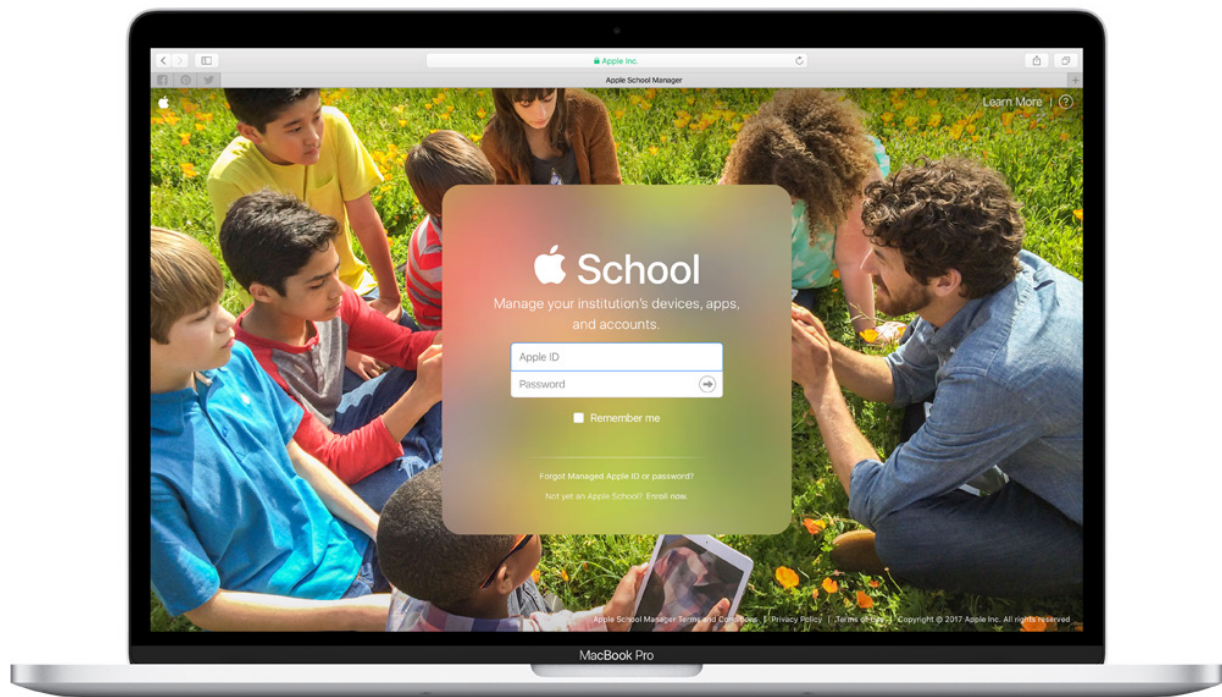 Apple Inc.
Apple School Manager
Learn More | ?
School
Manage your institution's devices, apps,
and accounts.
Apple ID
Password
Remember me
Forgot Managed Apple ID or password?
Not yet an Apple School? Enroll now.
Apple School Manager Terms and Conditions | Privacy Policy | Terms of Use | Copyright © 2017 Apple Inc. All rights reserved
MacBook Pro